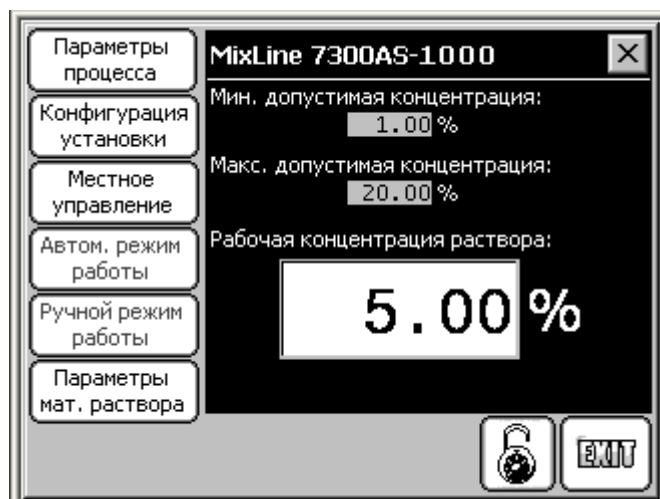 Параметры
процесса
Конфигурация
установки
Местное
управление
Автом. режим
работы
Ручной режим
работы
Параметры
мат. раствора
MixLine 7300AS-1000
Мин. допустимая концентрация:
1.00 %
Макс. допустимая концентрация:
20.00 %
Рабочая концентрация раствора:
5.00 %
EXIT